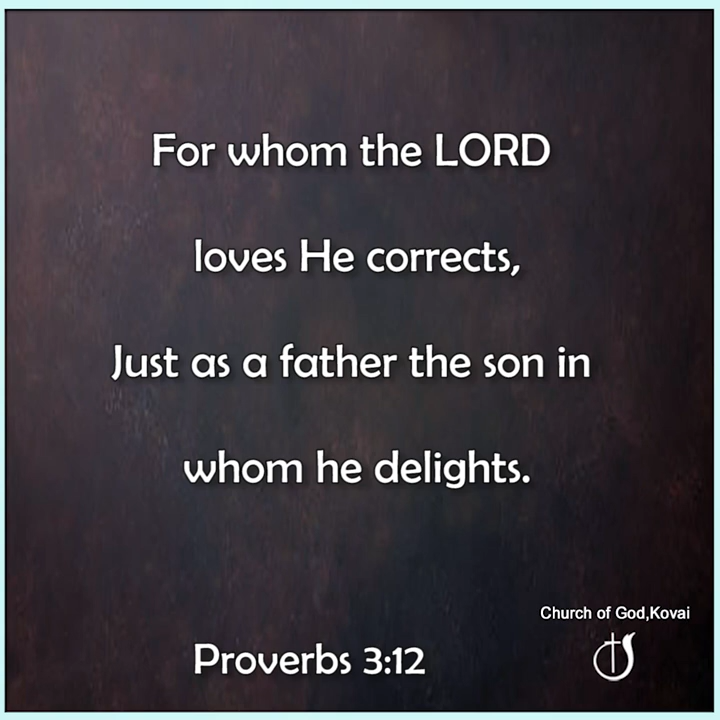 For whom the LORD
loves He corrects,
Just as a father the son in
whom he delights.
Church of God,Kovai
Proverbs 3:12